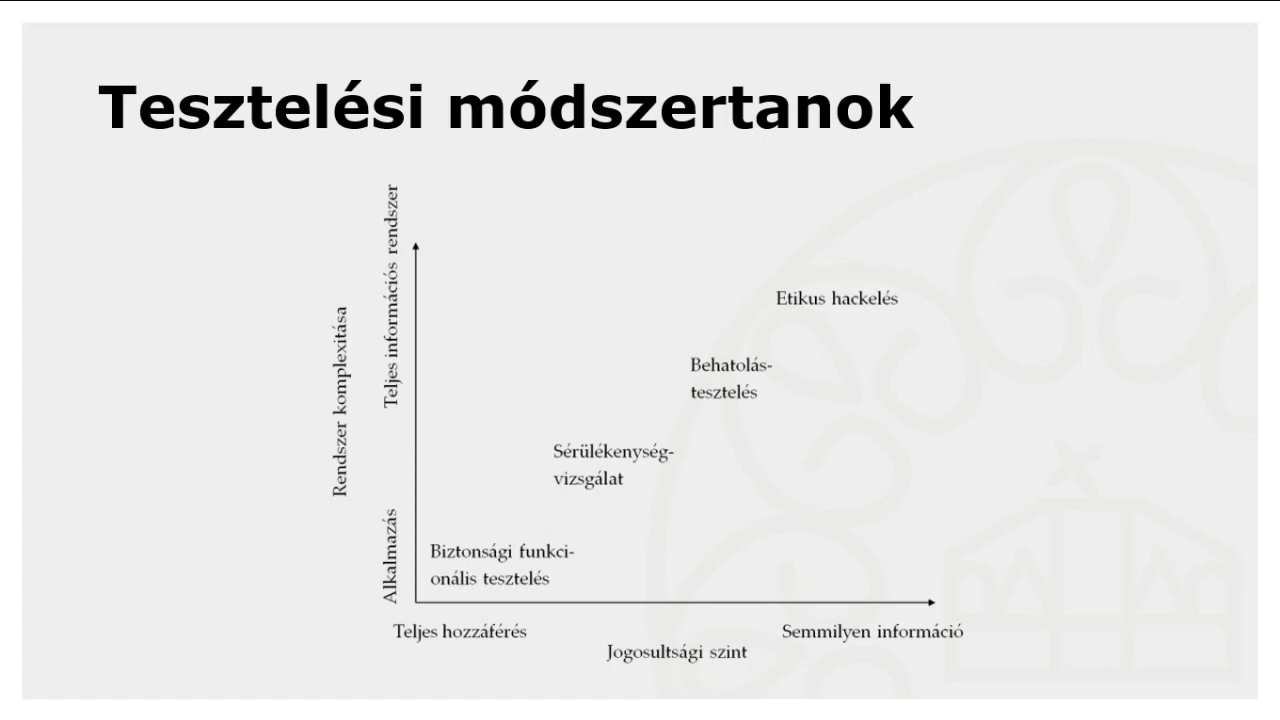 Tesztelési módszertanok
Rendszer komplexitása
Teljes információs rendszer
Alkalmazás
Etikus hackelés
Behatolás-
tesztelés
Sérülékenység-
vizsgálat
Biztonsági funkci-
onális tesztelés
Teljes hozzáférés
Semmilyen információ
Jogosultsági szint